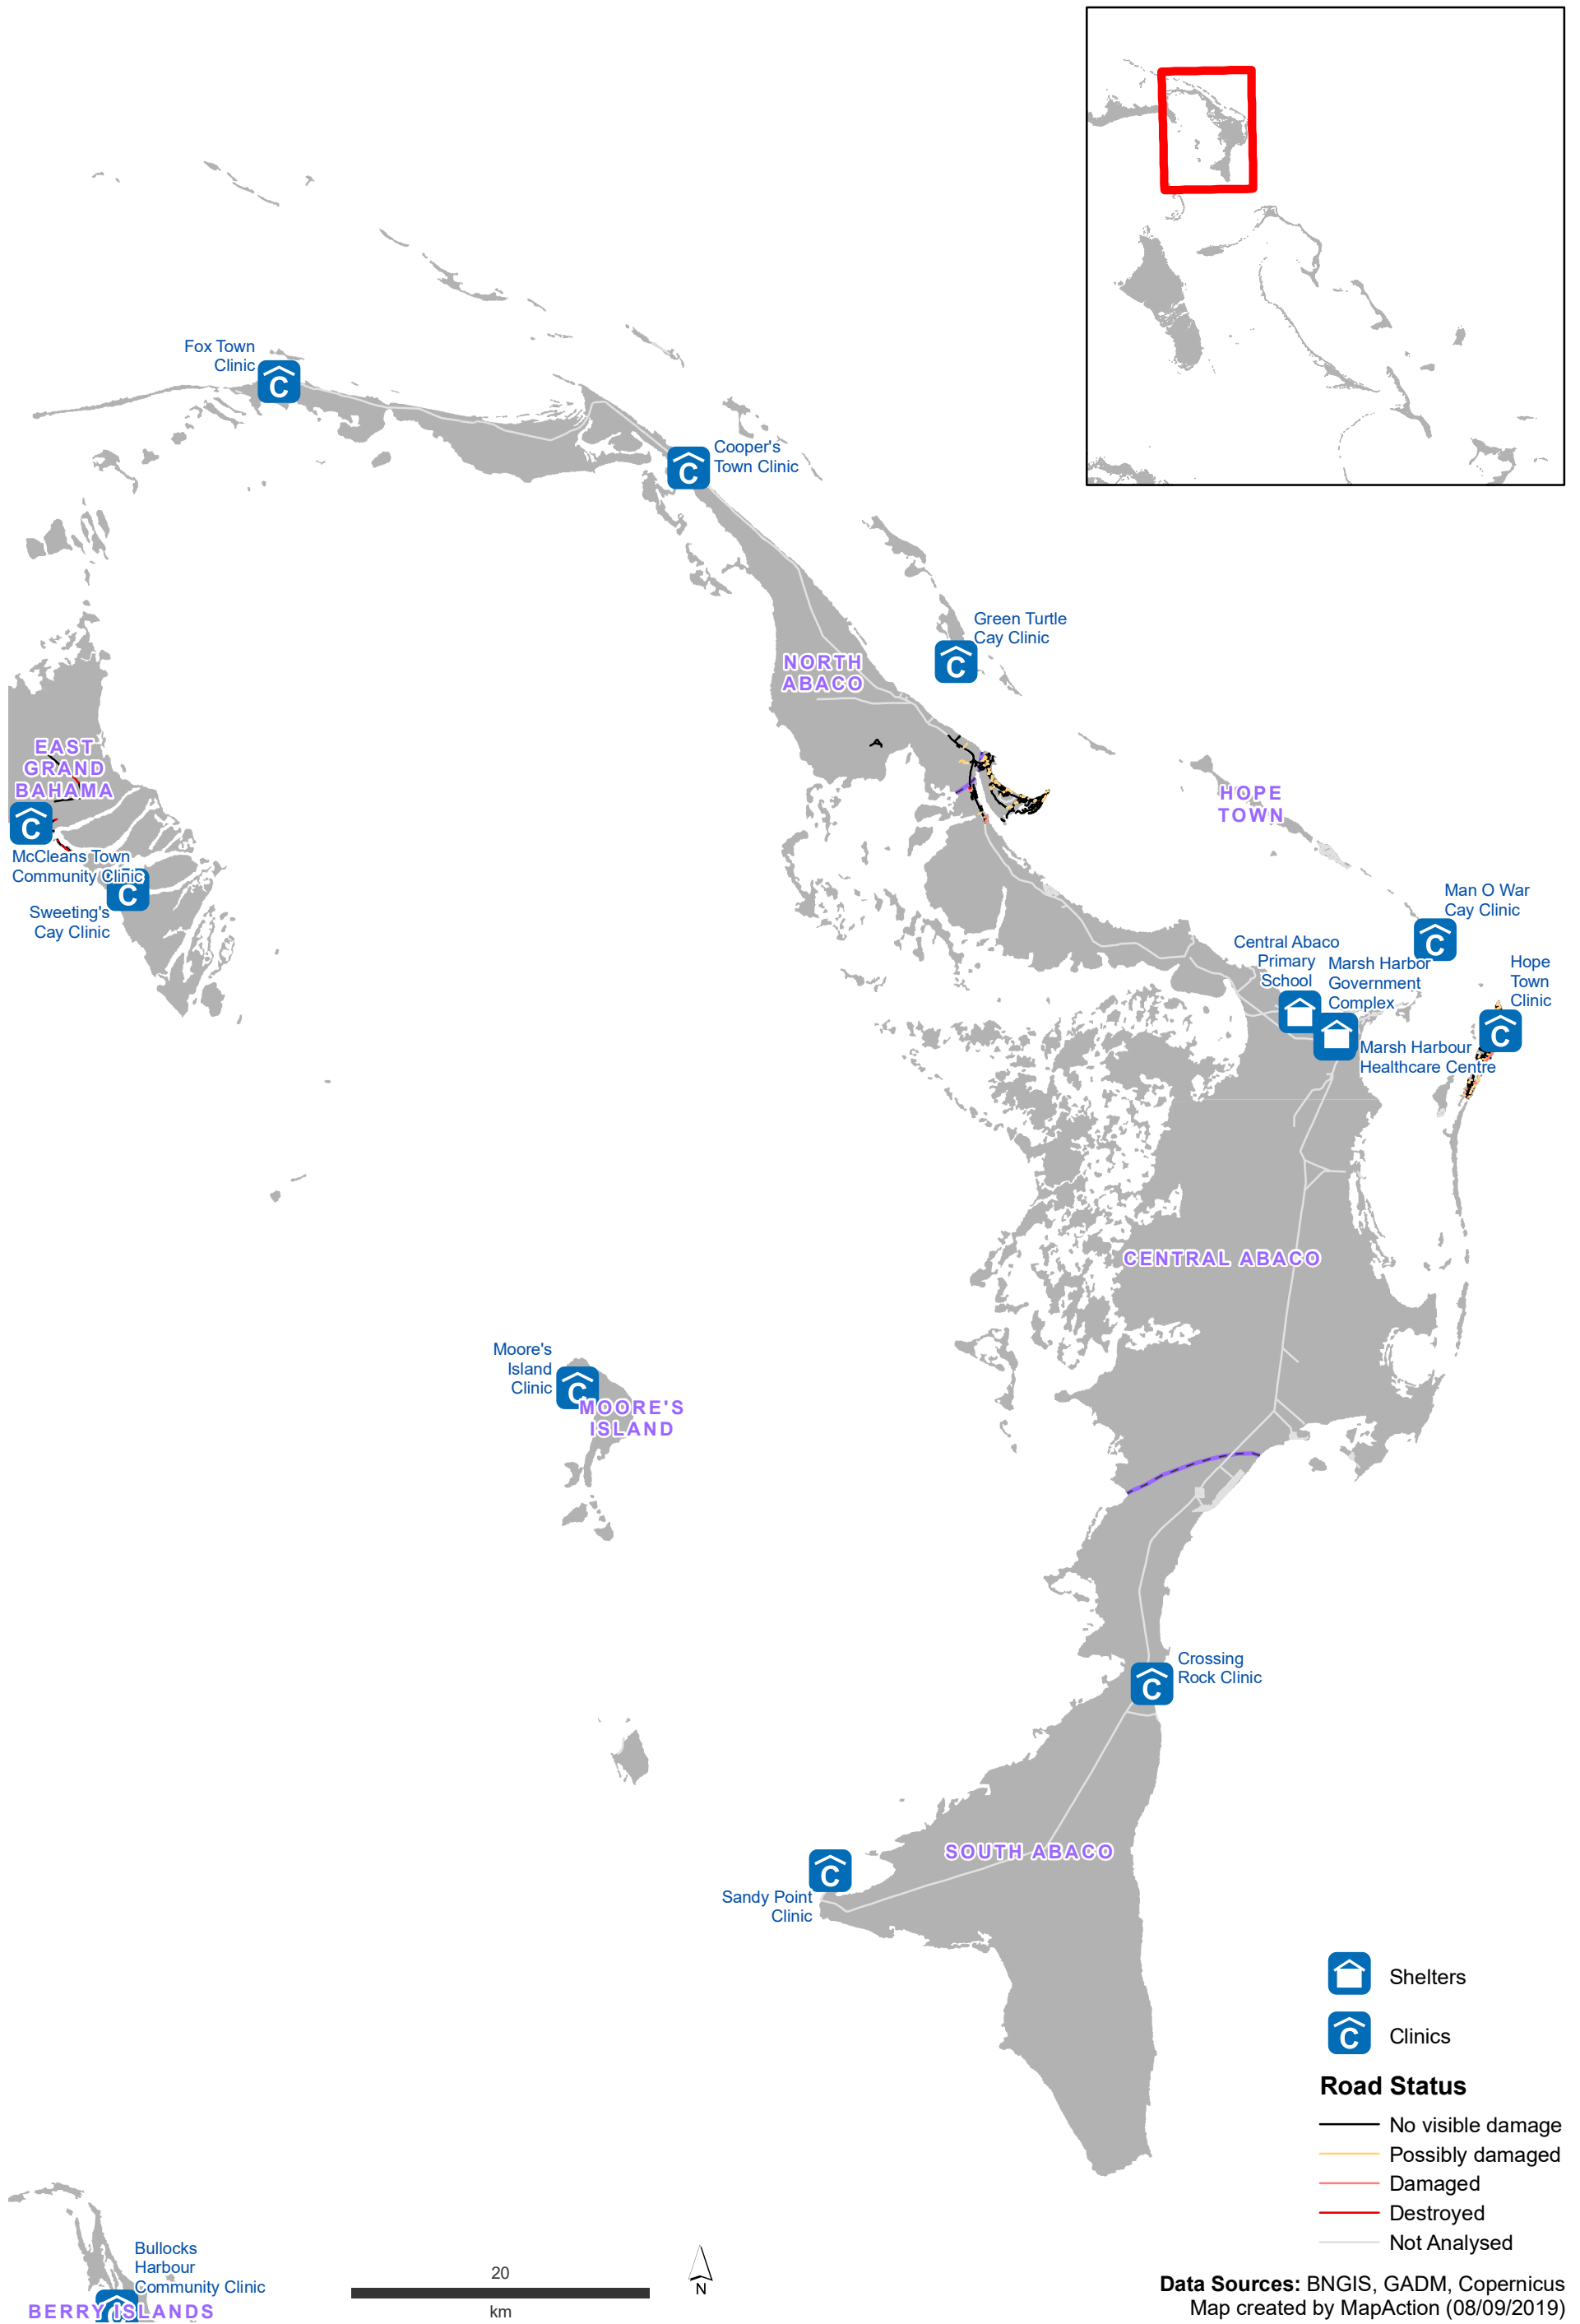 Fox Town
Clinic
C
Cooper's
Town Clinic
C
Green Turtle
Cay Clinic
C
NORTH
ABACO
EAST
GRAND
BAHAMA
C
McCleans Town
Community Clinic
C
Sweeting's
Cay Clinic
HOPE
TOWN
Man O War
Cay Clinic
C
Central Abaco
Primary
School
Marsh Harbor
Government
Complex
Hope
Town
Clinic
C
Marsh Harbour
Healthcare Centre
CENTRAL ABACO
Moore's
Island
Clinic
C
MOORE'S
ISLAND
Crossing
Rock Clinic
C
SOUTH ABACO
C
Sandy Point
Clinic
Shelters
C
Clinics
Road Status
No visible damage
Possibly damaged
Damaged
Destroyed
Not Analysed
Bullocks
Harbour
Community Clinic
BERRY ISLANDS
20
km
N
Data Sources: BNGIS, GADM, Copernicus
Map created by MapAction (08/09/2019)